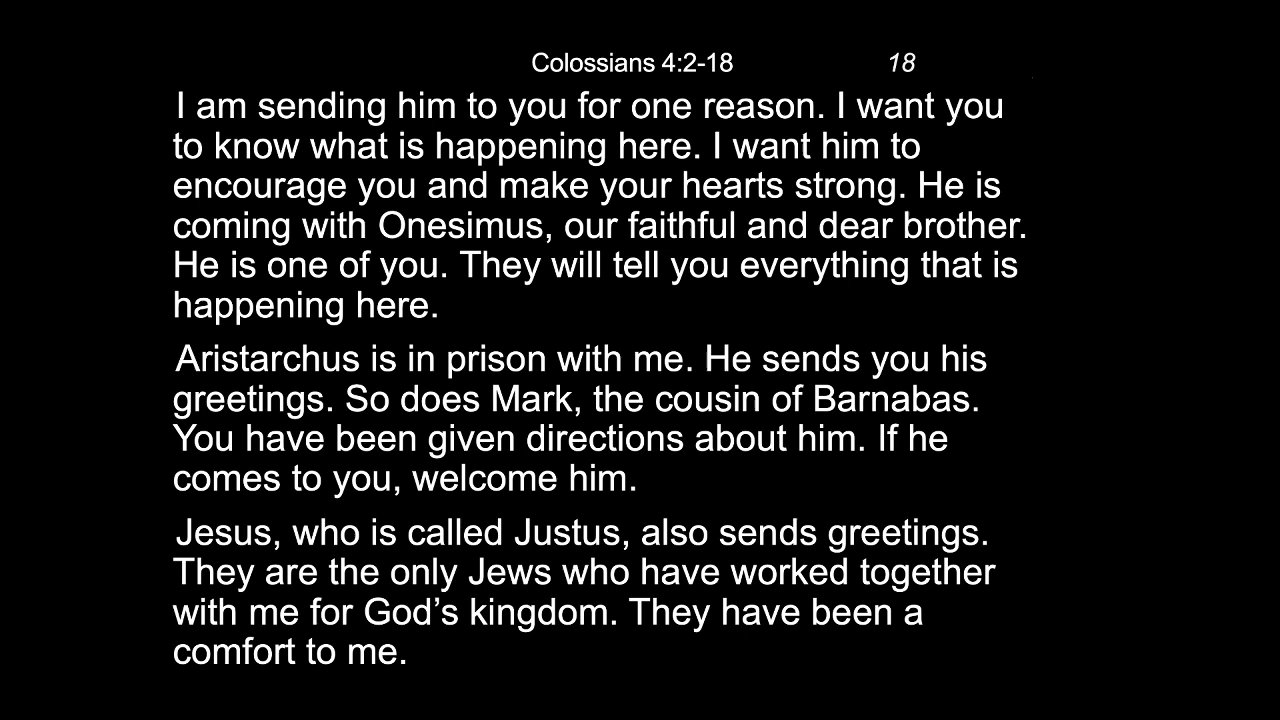 Colossians 4:2-18 18
I am sending him to you for one reason. I want you
to know what is happening here. I want him to
encourage you and make your hearts strong. He is
coming with Onesimus, our faithful and dear brother.
He is one of you. They will tell you everything that is
happening here.
Aristarchus is in prison with me. He sends you his
greetings. So does Mark, the cousin of Barnabas.
You have been given directions about him. If he
comes to you, welcome him.
Jesus, who is called Justus, also sends greetings.
They are the only Jews who have worked together
with me for God’s kingdom. They have been a
comfort to me.